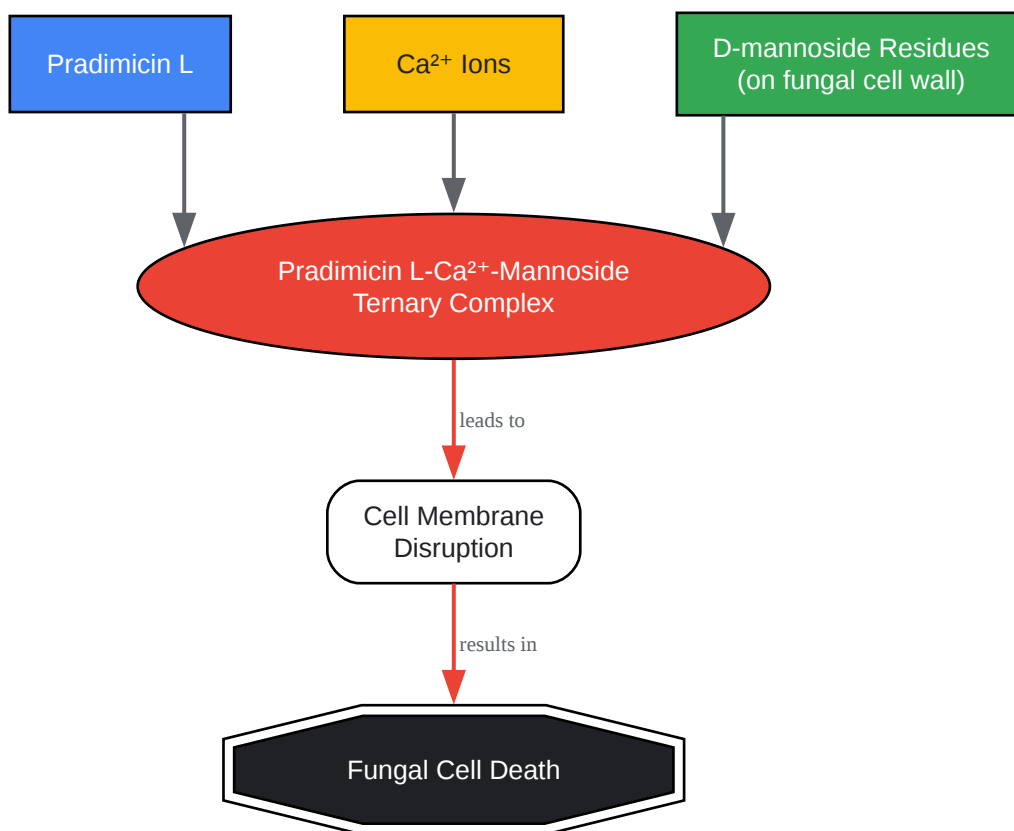 Pradimicin L
Ca²⁺ Ions
D-mannoside Residues
(on fungal cell wall)
Pradimicin L-Ca²⁺-Mannoside
Ternary Complex
leads to
Cell Membrane
Disruption
results in
Fungal Cell Death